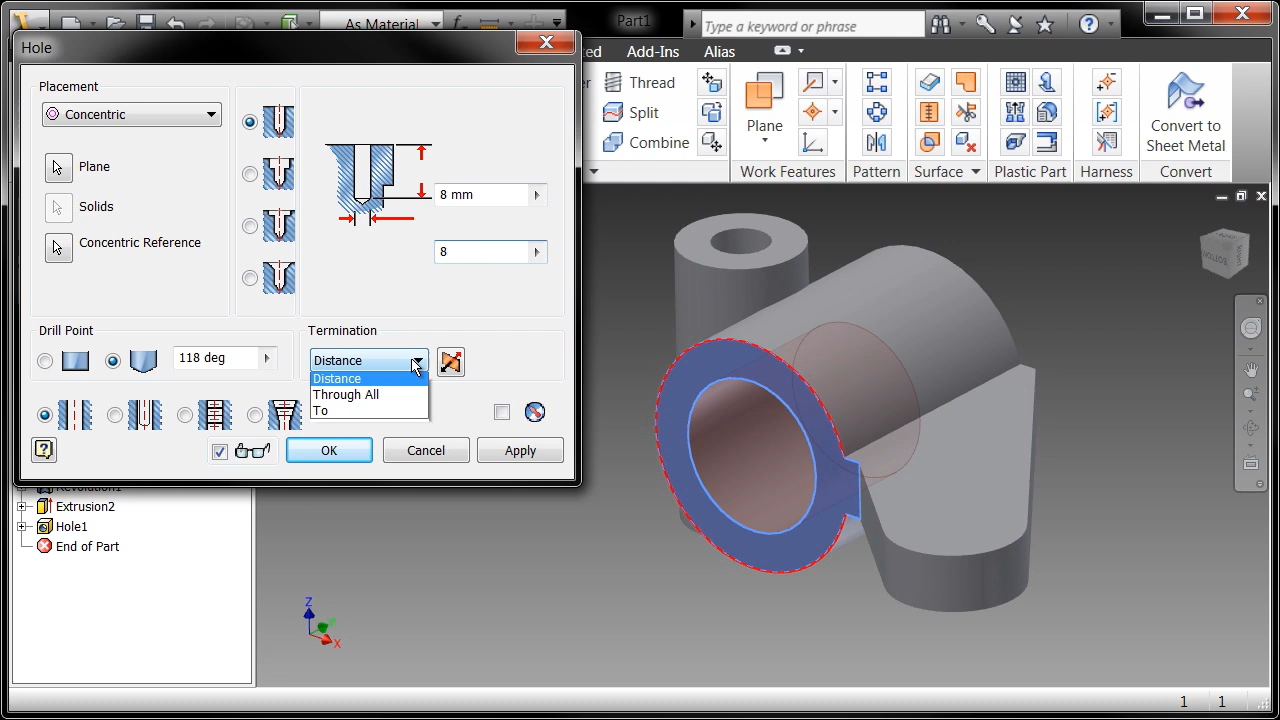 As Material
Part1
Type a keyword or phrase
Hole
Add-Ins
Alias
Placement
Concentric
Plane
Solids
Concentric Reference
8 mm
8
Drill Point
118 deg
Termination
Distance
Distance
Through All
To
OK
Cancel
Apply
Thread
Split
Combine
Plane
Convert to
Sheet Metal
Work Features
Pattern
Surface
Plastic Part
Harness
Convert
BOTTOM
Extrusion2
Hole1
End of Part
Z
X
1
1